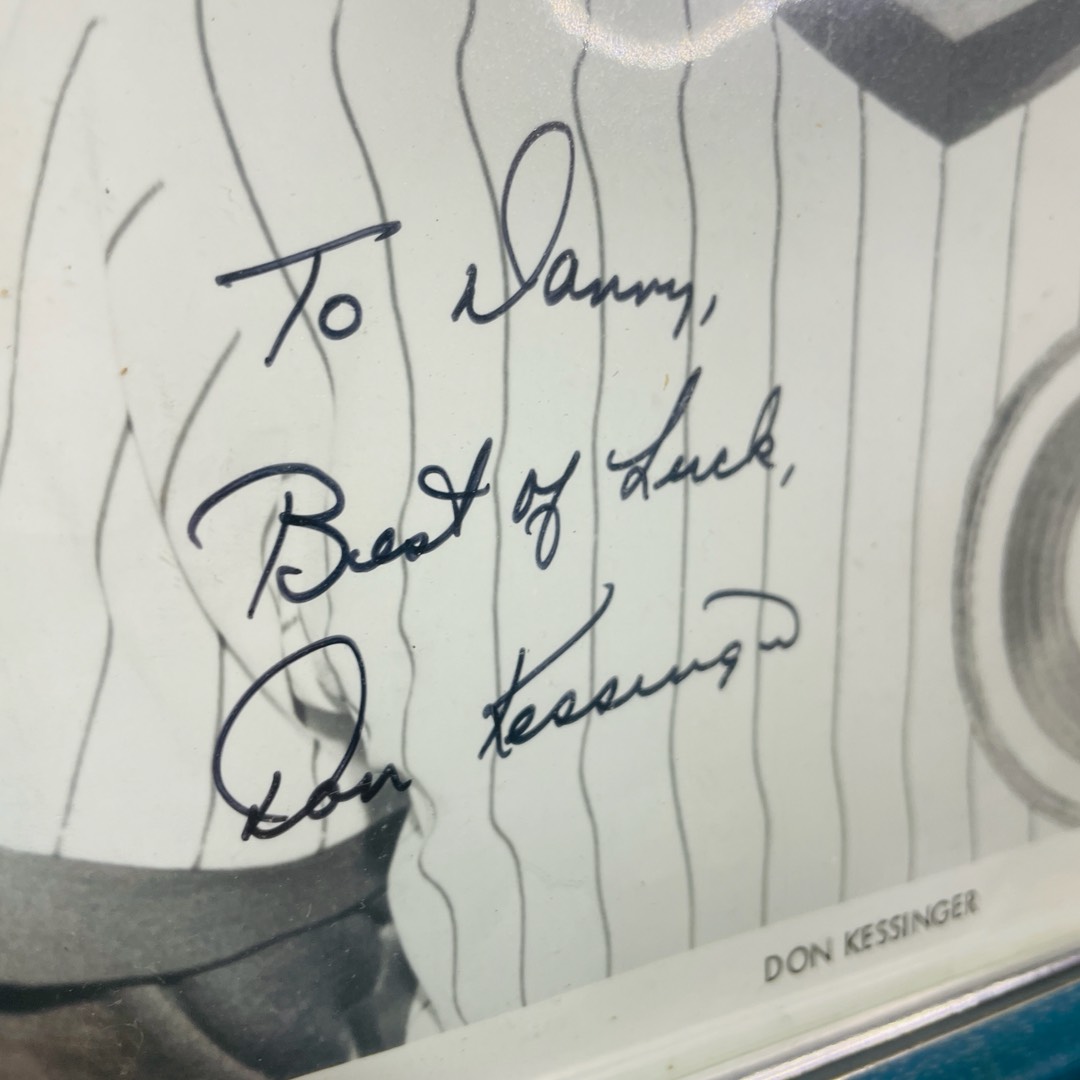 To Danny,
Best of Luck,
Don Kessinger
DON KESSINGER